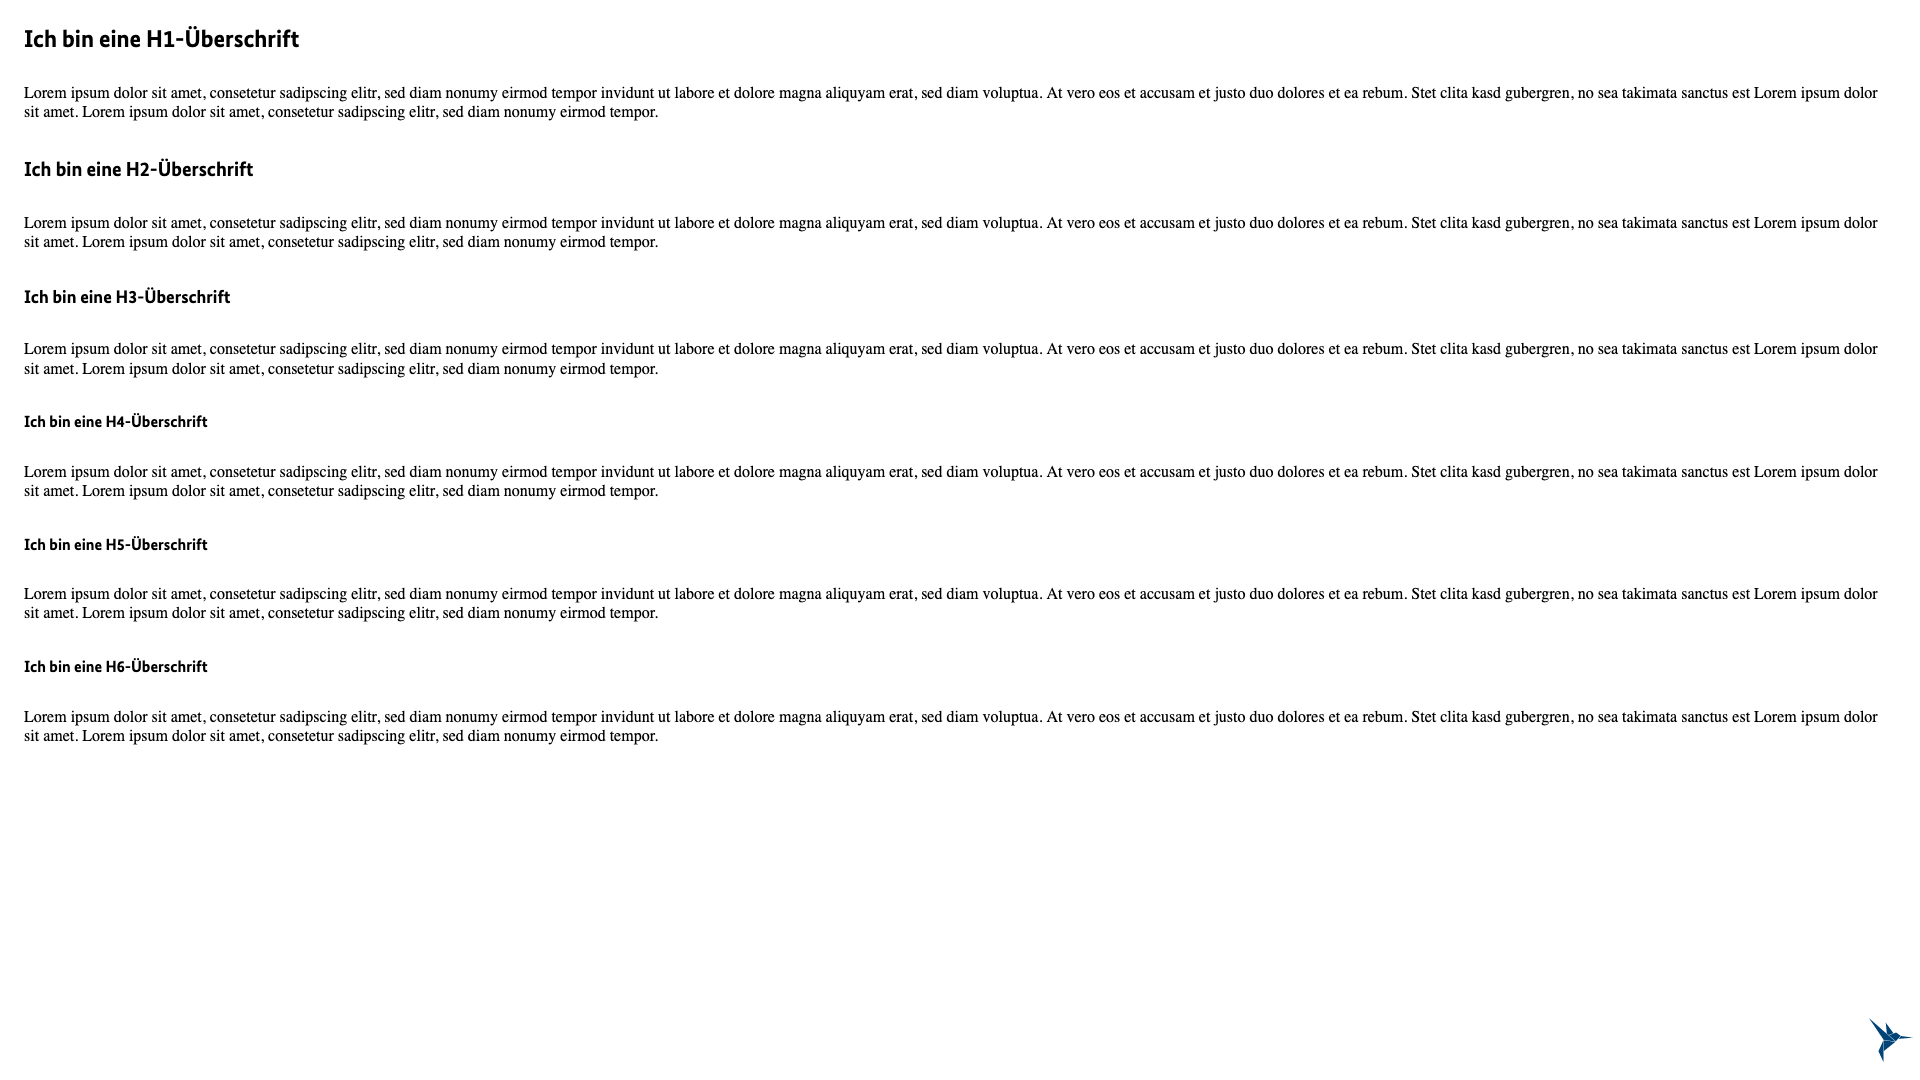 Ich bin eine H1-Überschrift
Lorem ipsum dolor sit amet, consetetur sadipscing elitr, sed diam nonumy eirmod tempor invidunt ut labore et dolore magna aliquyam erat, sed diam voluptua. At vero eos et accusam et justo duo dolores et ea rebum. Stet clita kasd gubergren, no sea takimata sanctus est Lorem ipsum dolor
sit amet. Lorem ipsum dolor sit amet, consetetur sadipscing elitr, sed diam nonumy eirmod tempor.
Ich bin eine H2-Überschrift
Lorem ipsum dolor sit amet, consetetur sadipscing elitr, sed diam nonumy eirmod tempor invidunt ut labore et dolore magna aliquyam erat, sed diam voluptua. At vero eos et accusam et justo duo dolores et ea rebum. Stet clita kasd gubergren, no sea takimata sanctus est Lorem ipsum dolor
sit amet. Lorem ipsum dolor sit amet, consetetur sadipscing elitr, sed diam nonumy eirmod tempor.
Ich bin eine H3-Überschrift
Lorem ipsum dolor sit amet, consetetur sadipscing elitr, sed diam nonumy eirmod tempor invidunt ut labore et dolore magna aliquyam erat, sed diam voluptua. At vero eos et accusam et justo duo dolores et ea rebum. Stet clita kasd gubergren, no sea takimata sanctus est Lorem ipsum dolor
sit amet. Lorem ipsum dolor sit amet, consetetur sadipscing elitr, sed diam nonumy eirmod tempor.
Ich bin eine H4-Überschrift
Lorem ipsum dolor sit amet, consetetur sadipscing elitr, sed diam nonumy eirmod tempor invidunt ut labore et dolore magna aliquyam erat, sed diam voluptua. At vero eos et accusam et justo duo dolores et ea rebum. Stet clita kasd gubergren, no sea takimata sanctus est Lorem ipsum dolor
sit amet. Lorem ipsum dolor sit amet, consetetur sadipscing elitr, sed diam nonumy eirmod tempor.
Ich bin eine H5-Überschrift
Lorem ipsum dolor sit amet, consetetur sadipscing elitr, sed diam nonumy eirmod tempor invidunt ut labore et dolore magna aliquyam erat, sed diam voluptua. At vero eos et accusam et justo duo dolores et ea rebum. Stet clita kasd gubergren, no sea takimata sanctus est Lorem ipsum dolor
sit amet. Lorem ipsum dolor sit amet, consetetur sadipscing elitr, sed diam nonumy eirmod tempor.
Ich bin eine H6-Überschrift
Lorem ipsum dolor sit amet, consetetur sadipscing elitr, sed diam nonumy eirmod tempor invidunt ut labore et dolore magna aliquyam erat, sed diam voluptua. At vero eos et accusam et justo duo dolores et ea rebum. Stet clita kasd gubergren, no sea takimata sanctus est Lorem ipsum dolor
sit amet. Lorem ipsum dolor sit amet, consetetur sadipscing elitr, sed diam nonumy eirmod tempor.